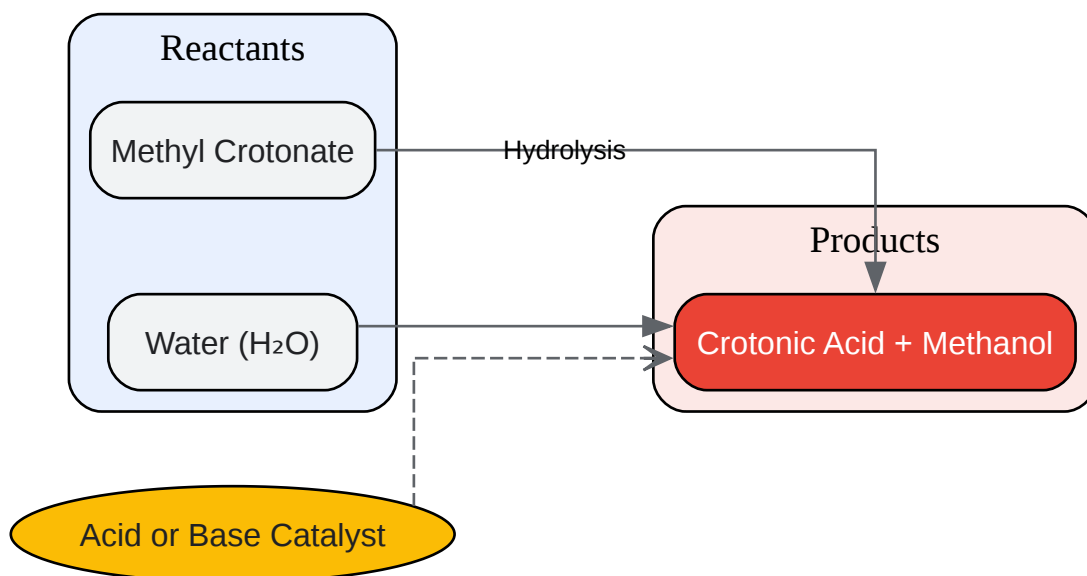 Reactants
Methyl Crotonate
Hydrolysis
Products
Water (H₂O)
Crotonic Acid + Methanol
Acid or Base Catalyst